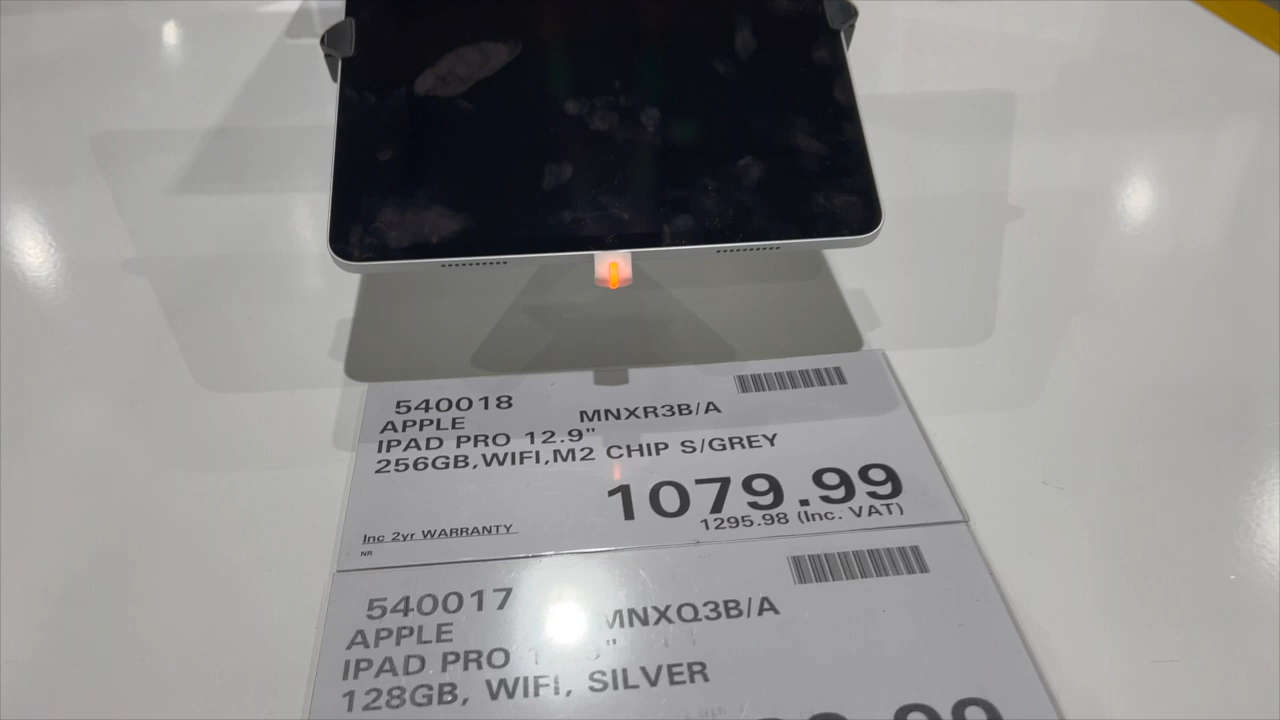 540018
MNXR3B/A
APPLE
IPAD PRO 12.9"
256GB,WIFI,M2 CHIP S/GREY
1079.99
1295.98 (Inc. VAT)
Inc 2yr WARRANTY
NR
540017
MNXQ3B/A
APPLE
IPAD PRO
128GB, WIFI, SILVER